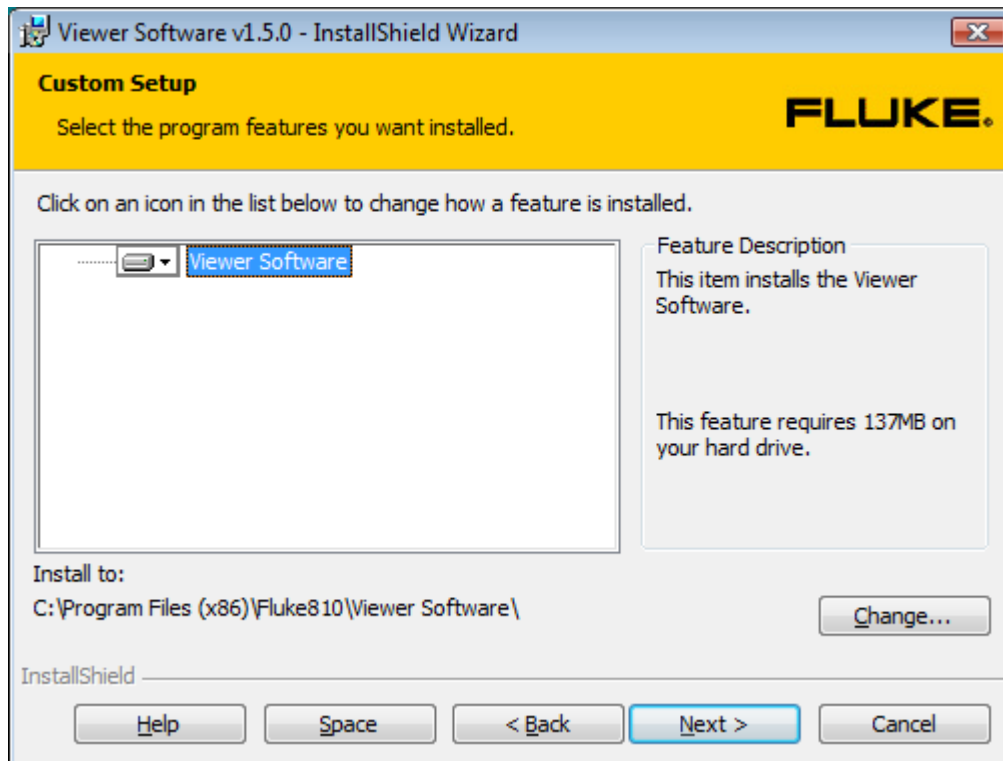 Viewer Software v1.5.0 - InstallShield Wizard
Custom Setup
Select the program features you want installed.
FLUKE®
Click on an icon in the list below to change how a feature is installed.
Viewer Software
Feature Description
This item installs the Viewer
Software.
This feature requires 137MB on
your hard drive.
Install to:
C:\Program Files (x86)\Fluke810\Viewer Software\
Change...
InstallShield
Help
Space
< Back
Next >
Cancel